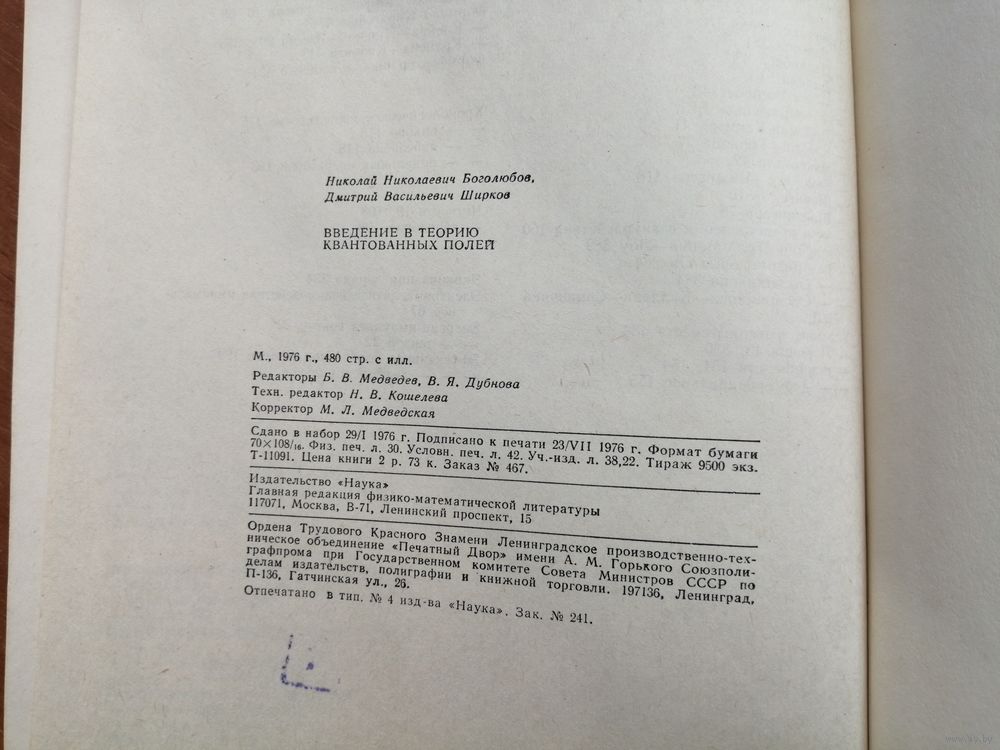 Николай Николаевич Боголюбов,
Дмитрий Васильевич Ширков
ВВЕДЕНИЕ В ТЕОРИЮ
КВАНТОВАННЫХ ПОЛЕЙ
М., 1976 г., 480 стр. с илл.
Редакторы Б. В. Медведев, В. Я. Дубнова
Техн. редактор Н. В. Кошелева
Корректор М. Л. Медведская
Сдано в набор 29/I 1976 г. Подписано к печати 23/VII 1976 г. Формат бумаги
70×108/16. Физ. печ. л. 30. Условн. печ. л. 42. Уч.-изд. л. 38,22. Тираж 9500 экз.
Т-11091. Цена книги 2 р. 73 к. Заказ № 467.
Издательство «Наука»
Главная редакция физико-математической литературы
117071, Москва, В-71, Ленинский проспект, 15
Ордена Трудового Красного Знамени Ленинградское производственно-тех-
ническое объединение «Печатный Двор» имени А. М. Горького Союзполи-
графпрома при Государственном комитете Совета Министров СССР по
делам издательств, полиграфии и книжной торговли. 197136, Ленинград,
П-136, Гатчинская ул., 26.
Отпечатано в тип. № 4 изд-ва «Наука». Зак. № 241.